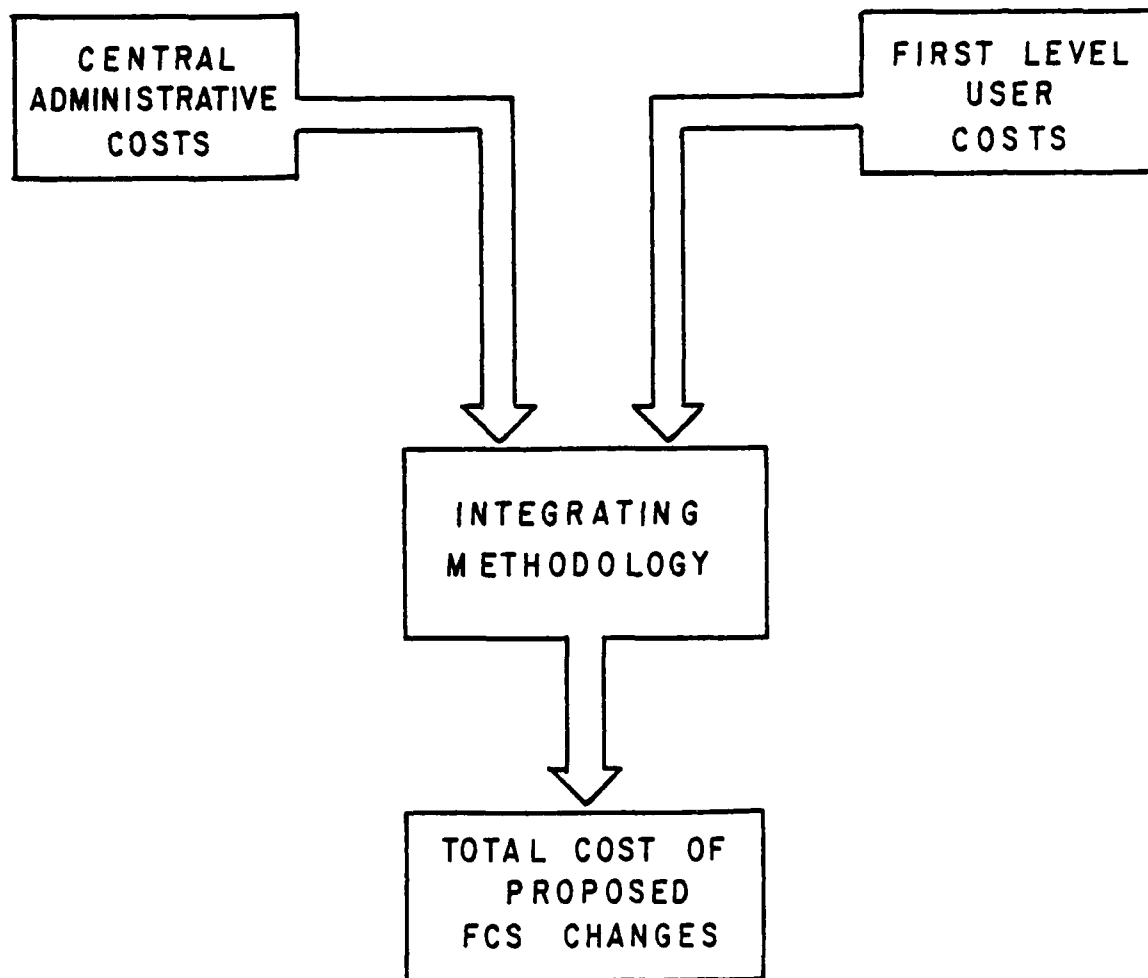 CENTRAL
ADMINISTRATIVE
COSTS
FIRST LEVEL
USER
COSTS
INTEGRATING
METHODOLOGY
TOTAL COST OF
PROPOSED
FCS CHANGES